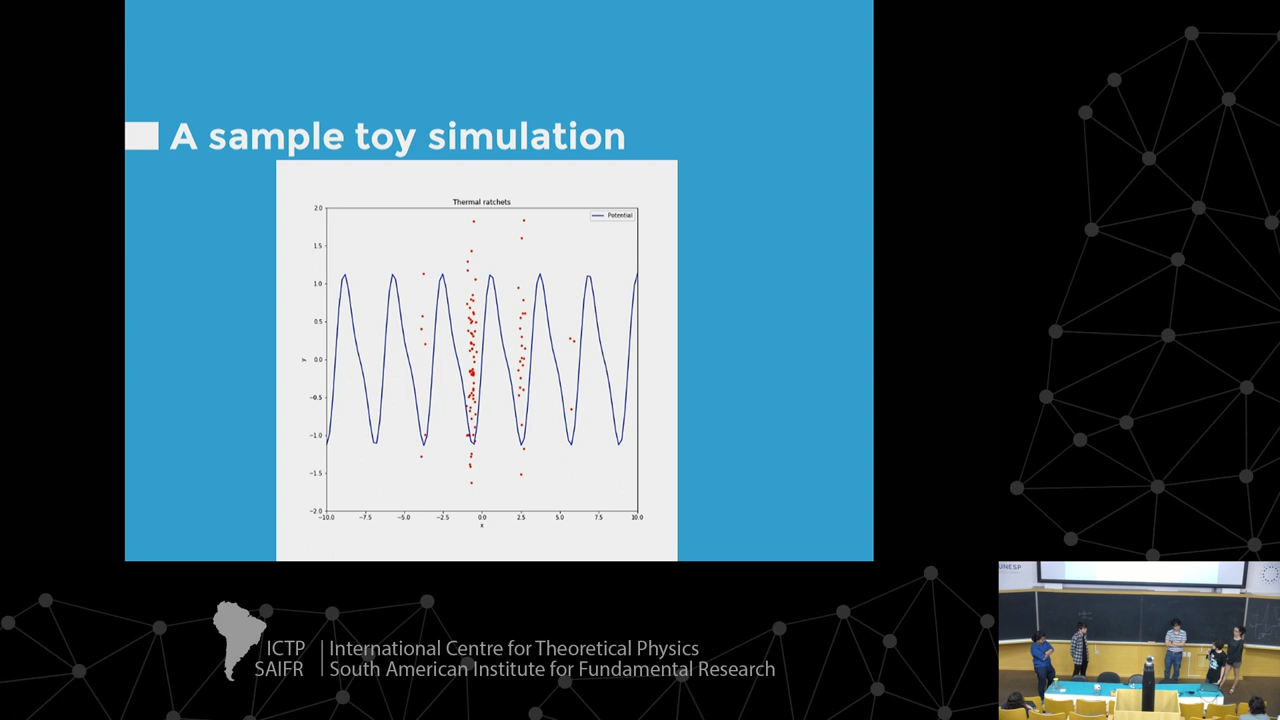 A sample toy simulation
Thermal ratchets
Potential
2.0
1.5
1.0
0.5
0.0
−0.5
−1.0
−1.5
−2.0
y
−10.0 −7.5 −5.0 −2.5 0.0 2.5 5.0 7.5 10.0
x
UNESP
ICTP
SAIFR
International Centre for Theoretical Physics
South American Institute for Fundamental Research